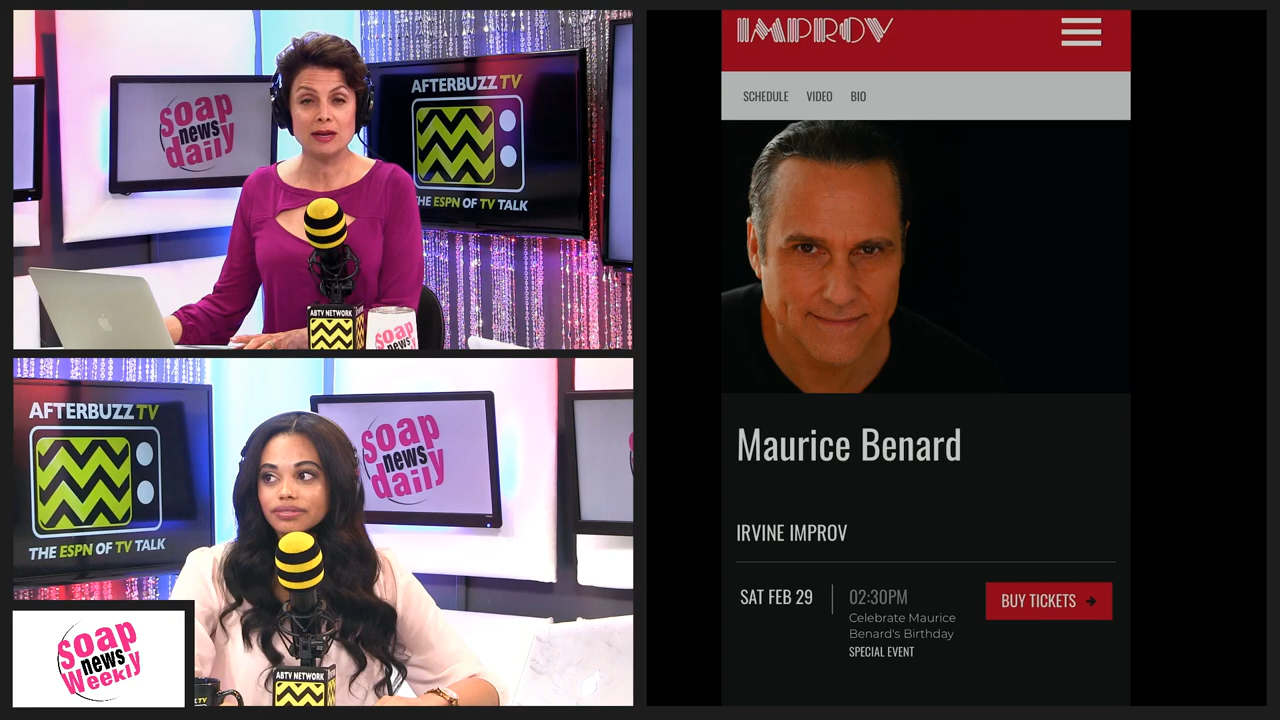 soap
news
daily
AFTERBUZZ TV
THE ESPN OF TV TALK
ABTV NETWORK
soap
news
AFTERBUZZ TV
THE ESPN OF TV TALK
soap
news
daily
ABTV NETWORK
soap
news
Weekly
IMPROV
SCHEDULE VIDEO BIO
Maurice Benard
IRVINE IMPROV
SAT FEB 29
02:30PM
Celebrate Maurice
Benard's Birthday
SPECIAL EVENT
BUY TICKETS